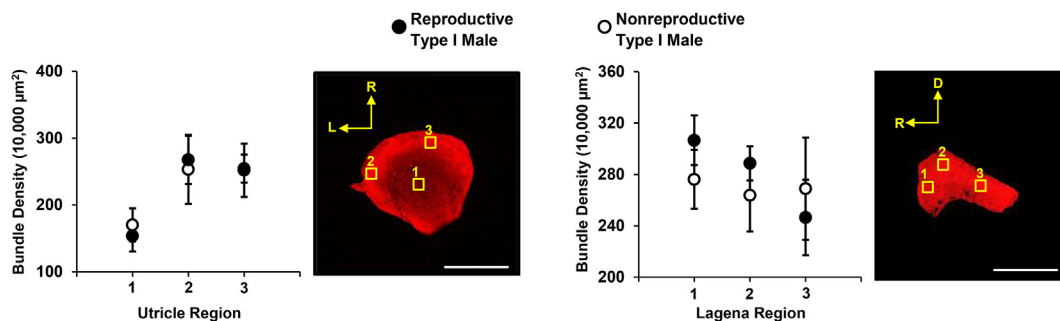 Reproductive
Type I Male
Nonreproductive
Type I Male
Bundle Density (10,000 µm²)
400
300
200
100
1
2
3
Utricle Region
R
L
3
2
1
Bundle Density (10,000 µm²)
360
320
280
240
200
1
2
3
Lagena Region
D
R
2
1
3